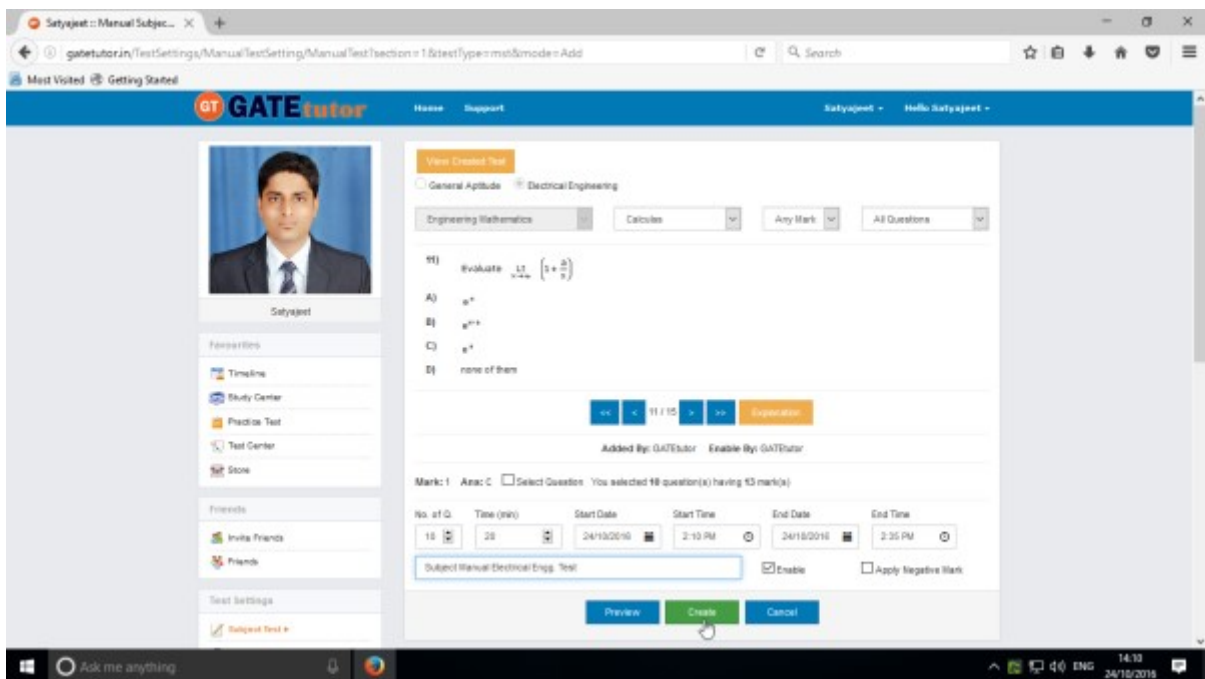 Satyajeet :: Manual Subjec...
gatetutor.in/TestSettings/ManualTestSetting/ManualTest?section=1&testType=mst&mode=Add
Search
Most Visited Getting Started
GT GATEtutor Home Support Satyajeet Hello Satyajeet
View Created Test
General Aptitude Electrical Engineering
Engineering Mathematics Calculas Any Mark All Questions
11) Evaluate
A)
B)
C)
D) none of them
Satyajeet
Favourites
Timeline
Study Center
Practice Test
Test Center
Store
<< < 11 / 15 > >> Explanation
Added By: GATEtutor Enable By: GATEtutor
Mark: 1 Ans: C Select Question You selected 10 question(s) having 13 mark(s)
Friends
Invite Friends
Friends
No. of Q. Time (min) Start Date Start Time End Date End Time
10 20 24/10/2016 2:10 PM 24/10/2016 2:35 PM
Subject Manual Electrical Engg. Test Enable Apply Negative Mark
Test Settings
Subject Test
Preview Create Cancel
Ask me anything ENG 14:10
24/10/2016